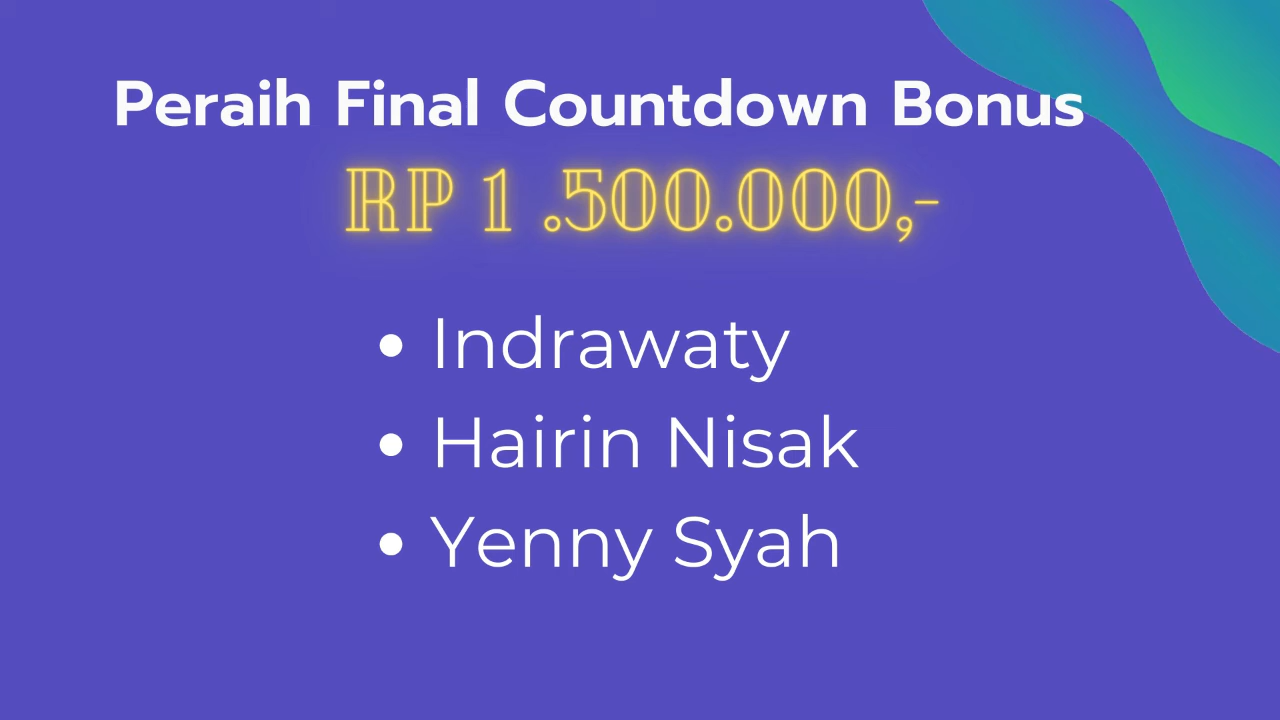 Peraih Final Countdown Bonus
RP 1 .500.000,-
• Indrawaty
• Hairin Nisak
• Yenny Syah